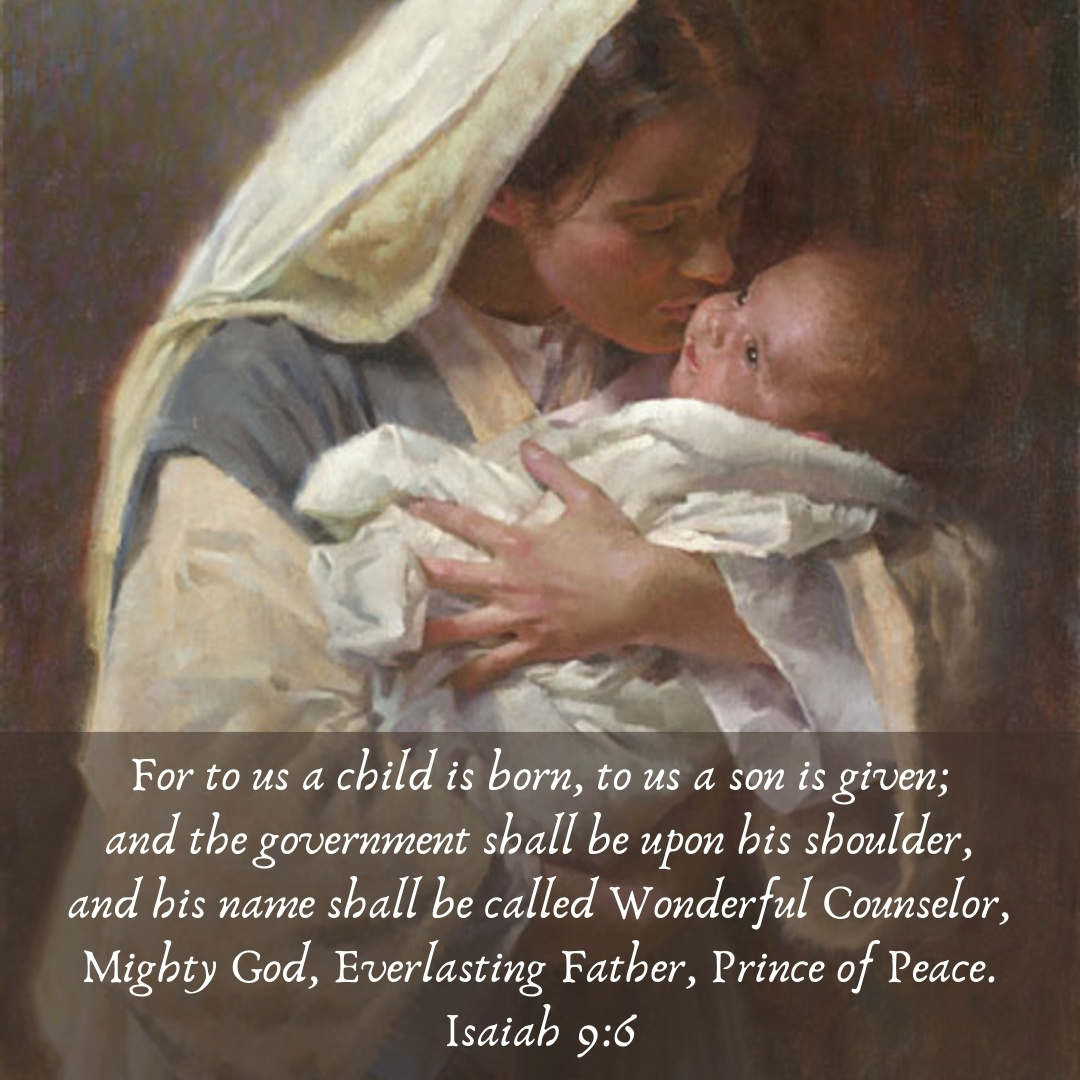 For to us a child is born, to us a son is given;
and the government shall be upon his shoulder,
and his name shall be called Wonderful Counselor,
Mighty God, Everlasting Father, Prince of Peace.
Isaiah 9:6